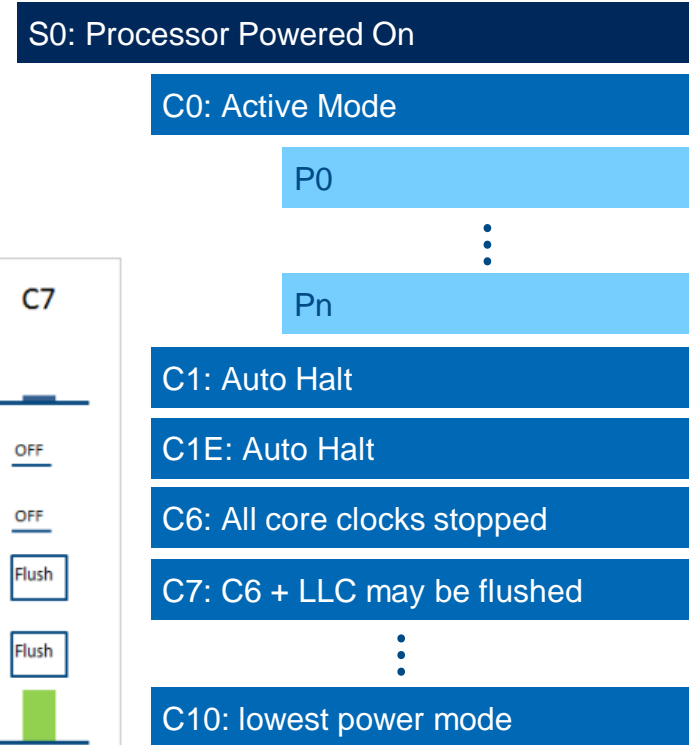 S0: Processor Powered On
C0: Active Mode
P0
Pn
C1: Auto Halt
C1E: Auto Halt
C6: All core clocks stopped
C7: C6 + LLC may be flushed
C10: lowest power mode
C7
OFF
OFF
Flush
Flush